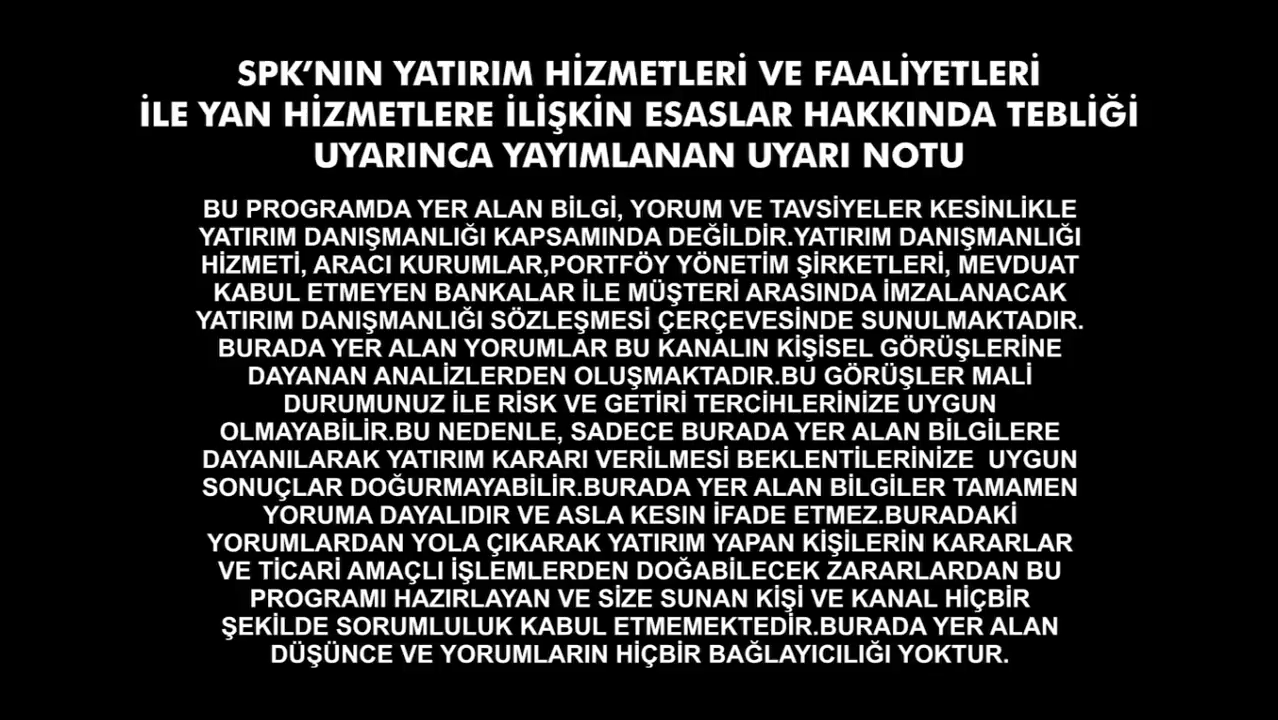 SPK’NIN YATIRIM HİZMETLERİ VE FAALİYETLERİ
İLE YAN HİZMETLERE İLİŞKİN ESASLAR HAKKINDA TEBLİĞİ
UYARINCA YAYIMLANAN UYARI NOTU
BU PROGRAMDA YER ALAN BİLGİ, YORUM VE TAVSİYELER KESİNLİKLE
YATIRIM DANIŞMANLIĞI KAPSAMINDA DEĞİLDİR.YATIRIM DANIŞMANLIĞI
HİZMETİ, ARACI KURUMLAR,PORTFÖY YÖNETİM ŞİRKETLERİ, MEVDUAT
KABUL ETMEYEN BANKALAR İLE MÜŞTERİ ARASINDA İMZALANACAK
YATIRIM DANIŞMANLIĞI SÖZLEŞMESİ ÇERÇEVESİNDE SUNULMAKTADIR.
BURADA YER ALAN YORUMLAR BU KANALIN KİŞİSEL GÖRÜŞLERİNE
DAYANAN ANALİZLERDEN OLUŞMAKTADIR.BU GÖRÜŞLER MALİ
DURUMUNUZ İLE RİSK VE GETİRİ TERCİHLERİNİZE UYGUN
OLMAYABİLİR.BU NEDENLE, SADECE BURADA YER ALAN BİLGİLERE
DAYANILARAK YATIRIM KARARI VERİLMESİ BEKLENTİLERİNİZE  UYGUN
SONUÇLAR DOĞURMAYABİLİR.BURADA YER ALAN BİLGİLER TAMAMEN
YORUMA DAYALIDIR VE ASLA KESIN İFADE ETMEZ.BURADAKİ
YORUMLARDAN YOLA ÇIKARAK YATIRIM YAPAN KİŞİLERİN KARARLAR
VE TİCARİ AMAÇLI İŞLEMLERDEN DOĞABİLECEK ZARARLARDAN BU
PROGRAMI HAZIRLAYAN VE SİZE SUNAN KİŞİ VE KANAL HİÇBİR
ŞEKİLDE SORUMLULUK KABUL ETMEMEKTEDİR.BURADA YER ALAN
DÜŞÜNCE VE YORUMLARIN HİÇBİR BAĞLAYICILIĞI YOKTUR.